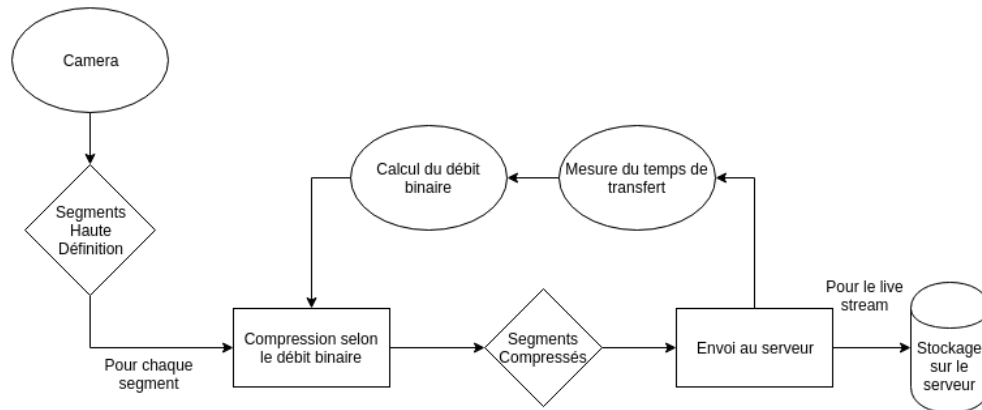 Camera
Calcul du débit
binaire
Mesure du temps de
transfert
Segments
Haute
Définition
Pour chaque
segment
Compression selon
le débit binaire
Segments
Compressés
Envoi au serveur
Pour le live
stream
Stockage
sur le
serveur